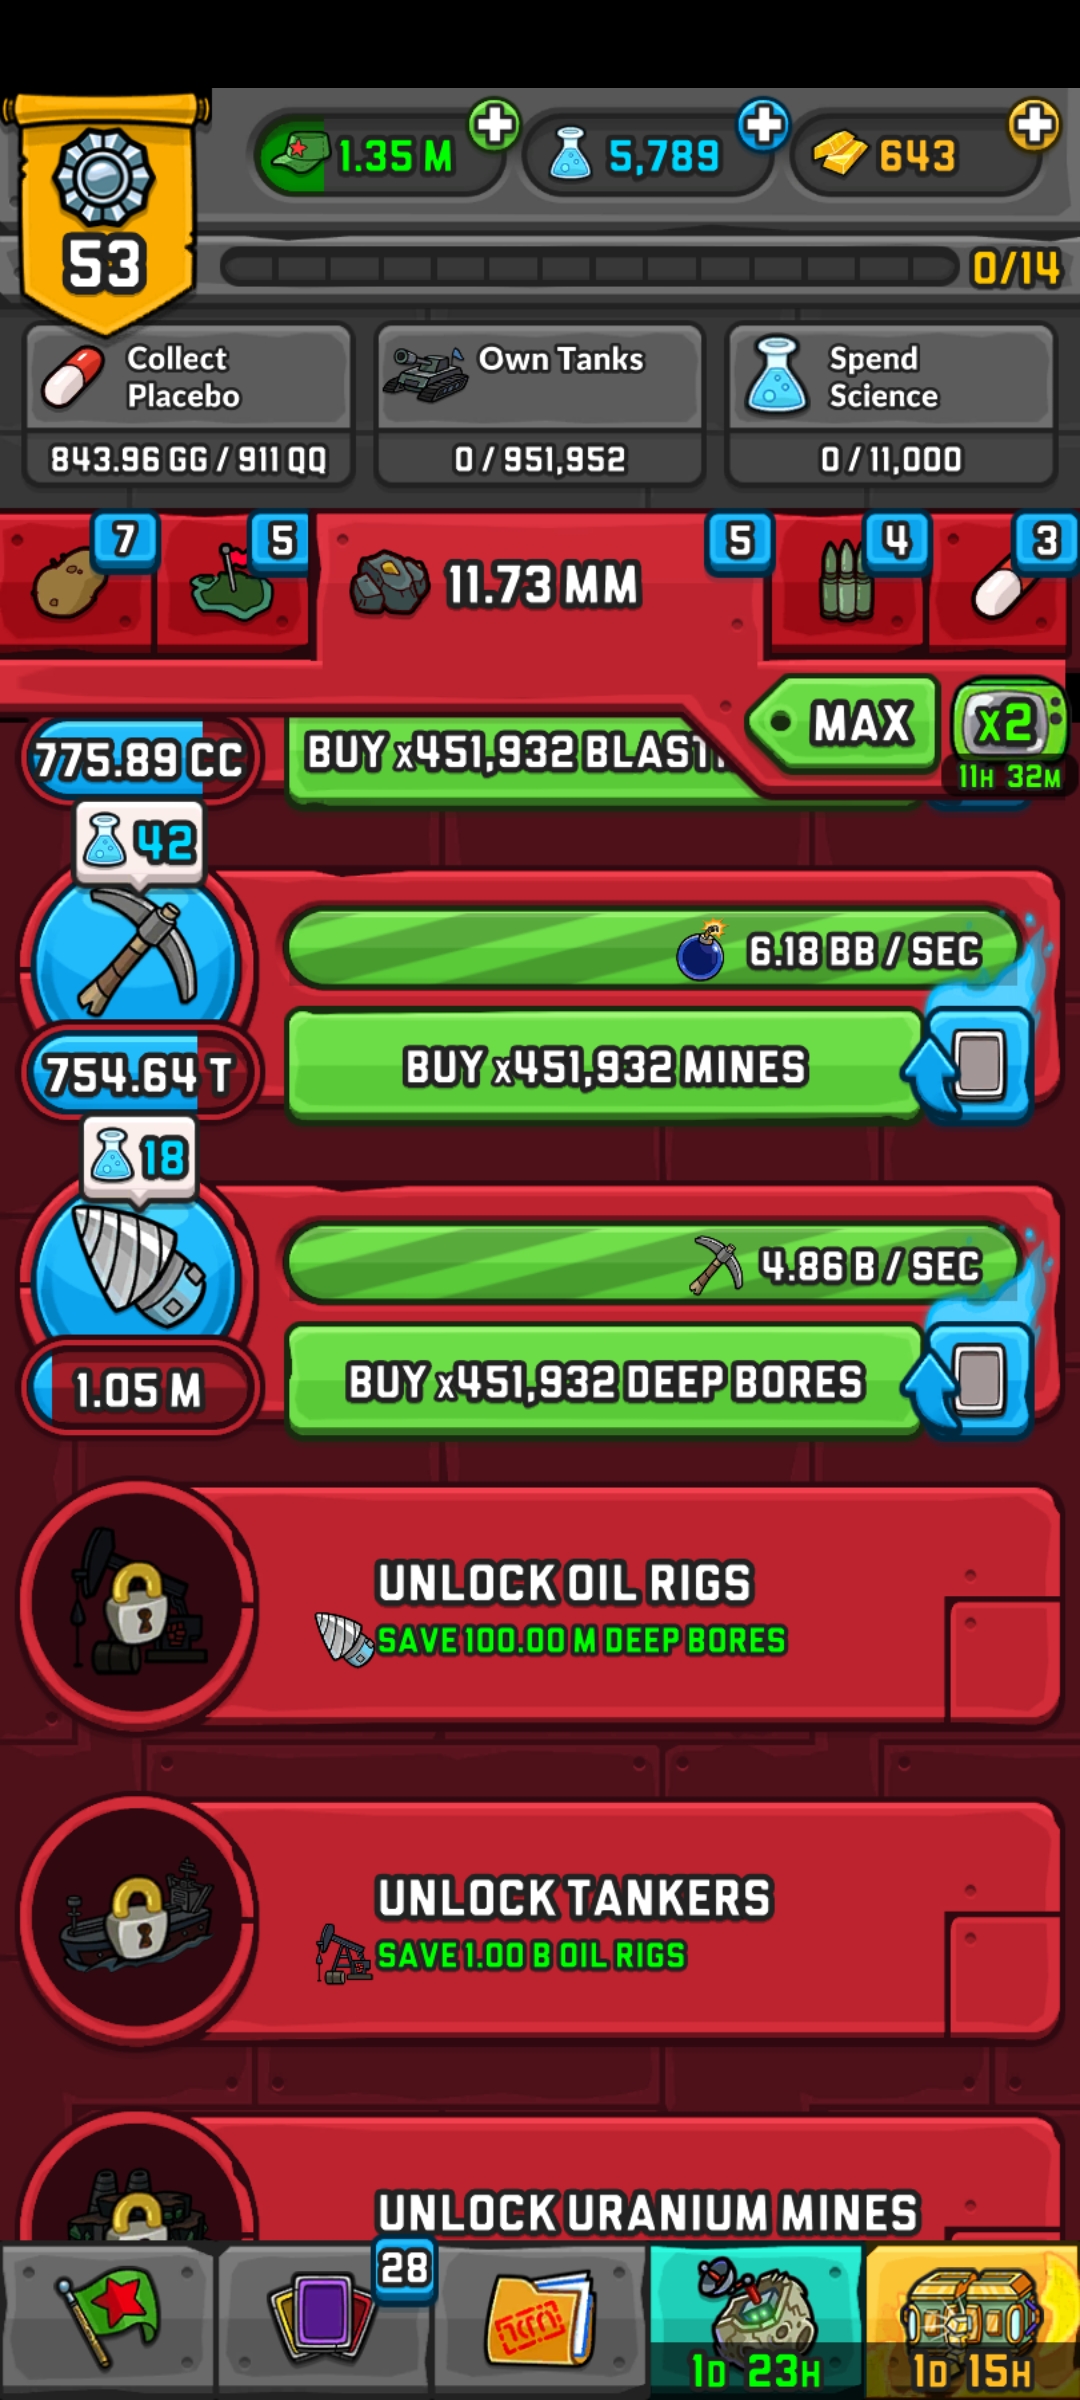 1.35 M
5,789
643
53
0/14
Collect
Placebo
Own Tanks
Spend
Science
843.96 GG / 911 QQ
0 / 951,952
0 / 11,000
7
5
11.73 MM
5
4
3
MAX
x2
11H 32M
775.89 CC
BUY x451,932 BLAST
42
6.18 BB / SEC
754.64 T
BUY x451,932 MINES
18
4.86 B / SEC
1.05 M
BUY x451,932 DEEP BORES
UNLOCK OIL RIGS
SAVE 100.00 M DEEP BORES
UNLOCK TANKERS
SAVE 1.00 B OIL RIGS
UNLOCK URANIUM MINES
28
1D 23H
1D 15H